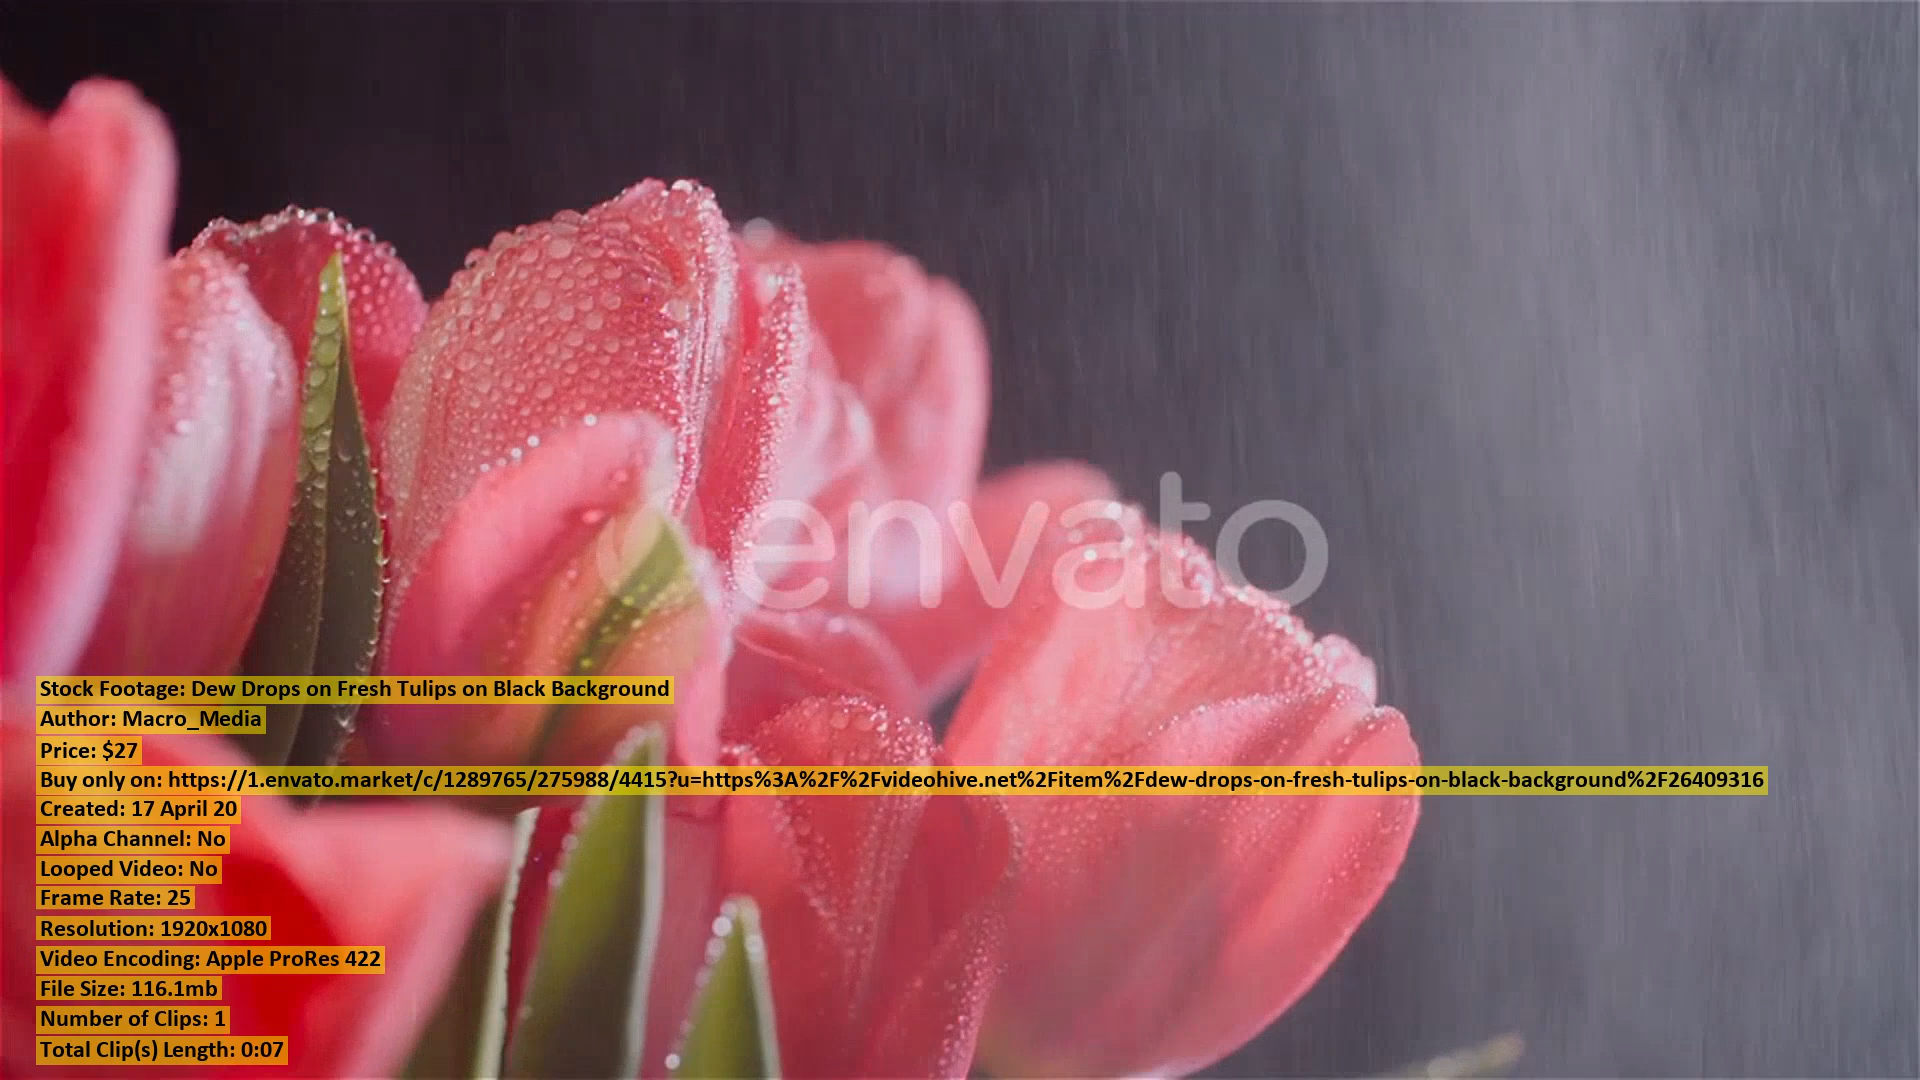 envato
Stock Footage: Dew Drops on Fresh Tulips on Black Background
Author: Macro_Media
Price: $27
Buy only on: https://1.envato.market/c/1289765/275988/4415?u=https%3A%2F%2Fvideohive.net%2Fitem%2Fdew-drops-on-fresh-tulips-on-black-background%2F26409316
Created: 17 April 20
Alpha Channel: No
Looped Video: No
Frame Rate: 25
Resolution: 1920x1080
Video Encoding: Apple ProRes 422
File Size: 116.1mb
Number of Clips: 1
Total Clip(s) Length: 0:07